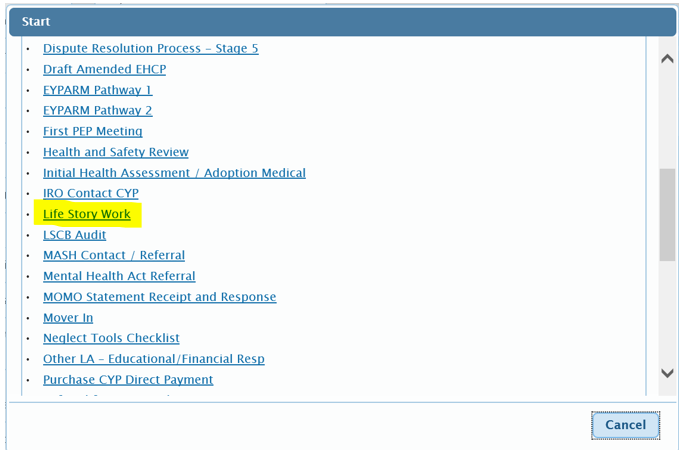 Start
Dispute Resolution Process – Stage 5
Draft Amended EHCP
EYPARM Pathway 1
EYPARM Pathway 2
First PEP Meeting
Health and Safety Review
Initial Health Assessment / Adoption Medical
IRO Contact CYP
Life Story Work
LSCB Audit
MASH Contact / Referral
Mental Health Act Referral
MOMO Statement Receipt and Response
Mover In
Neglect Tools Checklist
Other LA – Educational/Financial Resp
Purchase CYP Direct Payment
Cancel